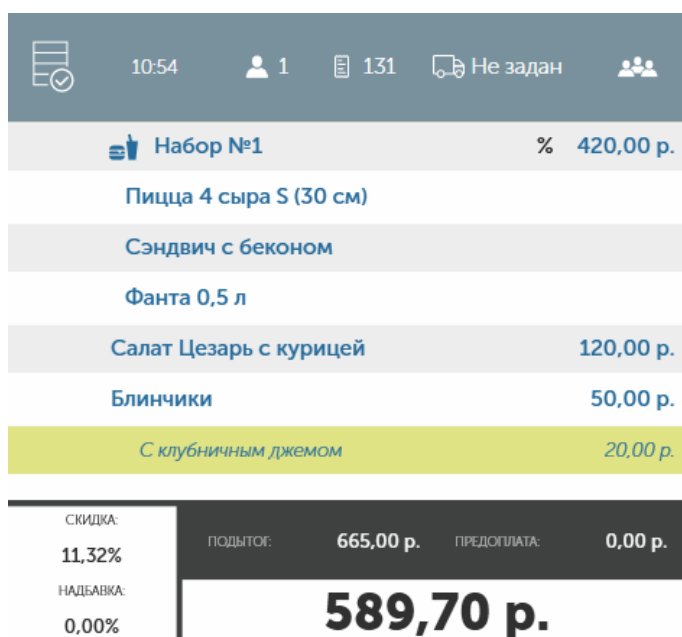 10:54 1 131 Не задан
Набор №1 % 420,00 р.
Пицца 4 сыра S (30 см)
Сэндвич с беконом
Фанта 0,5 л
Салат Цезарь с курицей 120,00 р.
Блинчики 50,00 р.
С клубничным джемом 20,00 р.
СКИДКА:
11,32%
ПОДЫТОГ: 665,00 р. ПРЕДОПЛАТА: 0,00 р.
НАДБАВКА:
0,00%
589,70 р.